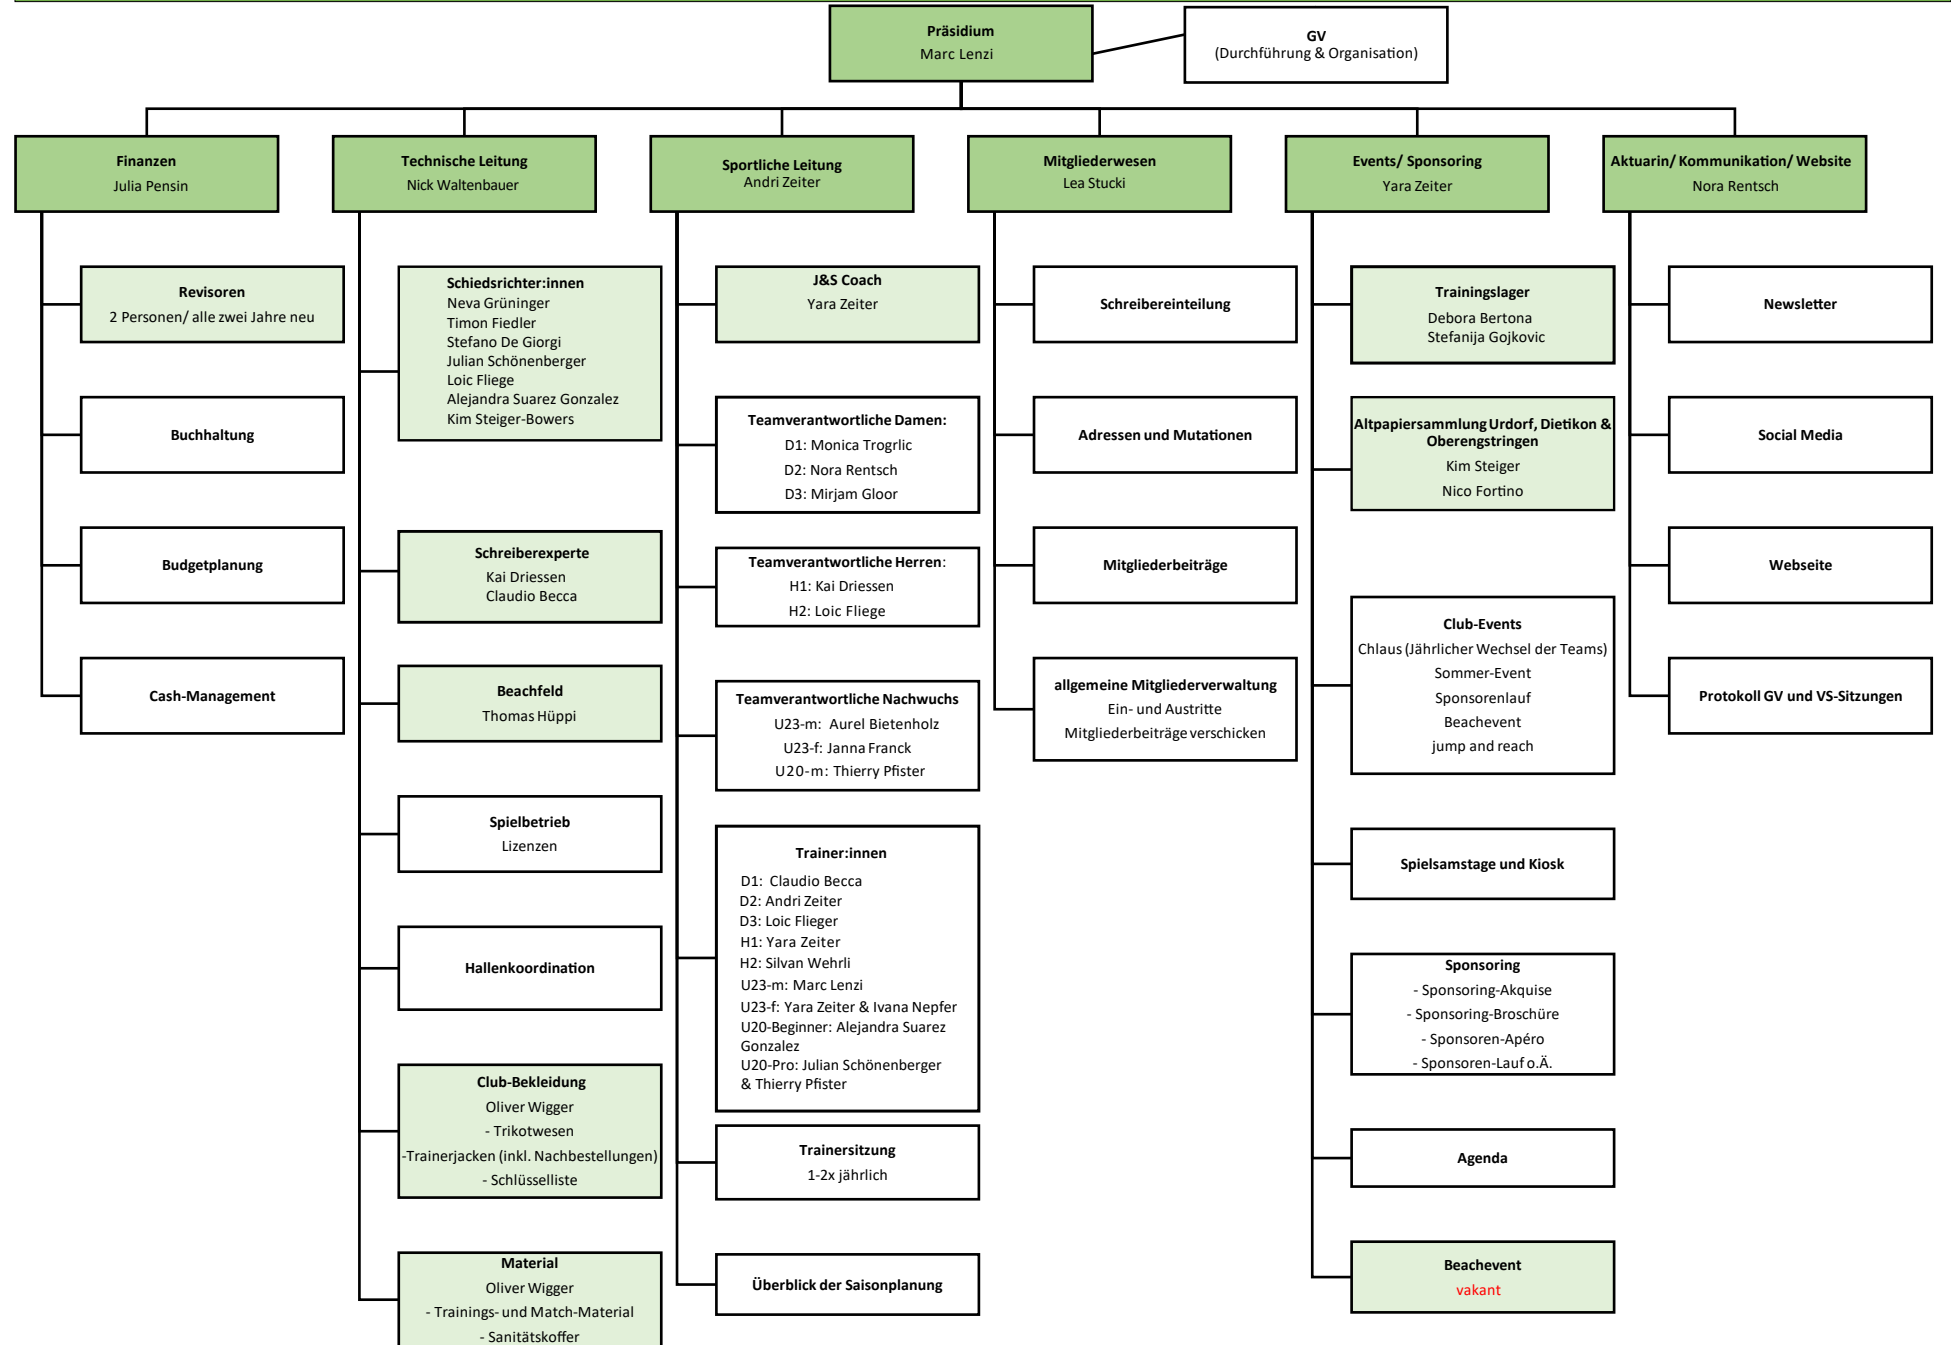 Präsidium
Marc Lenzi
GV
(Durchführung & Organisation)
Finanzen
Julia Pensin
Technische Leitung
Nick Waltenbauer
Sportliche Leitung
Andri Zeiter
Mitgliederwesen
Lea Stucki
Events/ Sponsoring
Yara Zeiter
Aktuarin/ Kommunikation/ Website
Nora Rentsch
Revisoren
2 Personen/ alle zwei Jahre neu
Buchhaltung
Budgetplanung
Cash-Management
Schiedsrichter:innen
Neva Grüninger
Timon Fiedler
Stefano De Giorgi
Julian Schönenberger
Loic Fliege
Alejandra Suarez Gonzalez
Kim Steiger-Bowers
Schreiberexperte
Kai Driessen
Claudio Becca
Beachfeld
Thomas Hüppi
Spielbetrieb
Lizenzen
Hallenkoordination
Club-Bekleidung
Oliver Wigger
- Trikotwesen
-Trainerjacken (inkl. Nachbestellungen)
- Schlüsselliste
Material
Oliver Wigger
- Trainings- und Match-Material
- Sanitätskoffer
J&S Coach
Yara Zeiter
Teamverantwortliche Damen:
D1: Monica Trogrlic
D2: Nora Rentsch
D3: Mirjam Gloor
Teamverantwortliche Herren:
H1: Kai Driessen
H2: Loic Fliege
Teamverantwortliche Nachwuchs
U23-m: Aurel Bietenholz
U23-f: Janna Franck
U20-m: Thierry Pfister
Trainer:innen
D1: Claudio Becca
D2: Andri Zeiter
D3: Loic Flieger
H1: Yara Zeiter
H2: Silvan Wehrli
U23-m: Marc Lenzi
U23-f: Yara Zeiter & Ivana Nepfer
U20-Beginner: Alejandra Suarez
Gonzalez
U20-Pro: Julian Schönenberger
& Thierry Pfister
Trainersitzung
1-2x jährlich
Überblick der Saisonplanung
Schreibereinteilung
Adressen und Mutationen
Mitgliederbeiträge
allgemeine Mitgliederverwaltung
Ein- und Austritte
Mitgliederbeiträge verschicken
Trainingslager
Debora Bertona
Stefanija Gojkovic
Altpapiersammlung Urdorf, Dietikon &
Oberengstringen
Kim Steiger
Nico Fortino
Club-Events
Chlaus (Jährlicher Wechsel der Teams)
Sommer-Event
Sponsorenlauf
Beachevent
jump and reach
Spielsamstage und Kiosk
Sponsoring
- Sponsoring-Akquise
- Sponsoring-Broschüre
- Sponsoren-Apéro
- Sponsoren-Lauf o.Ä.
Agenda
Beachevent
vakant
Newsletter
Social Media
Webseite
Protokoll GV und VS-Sitzungen